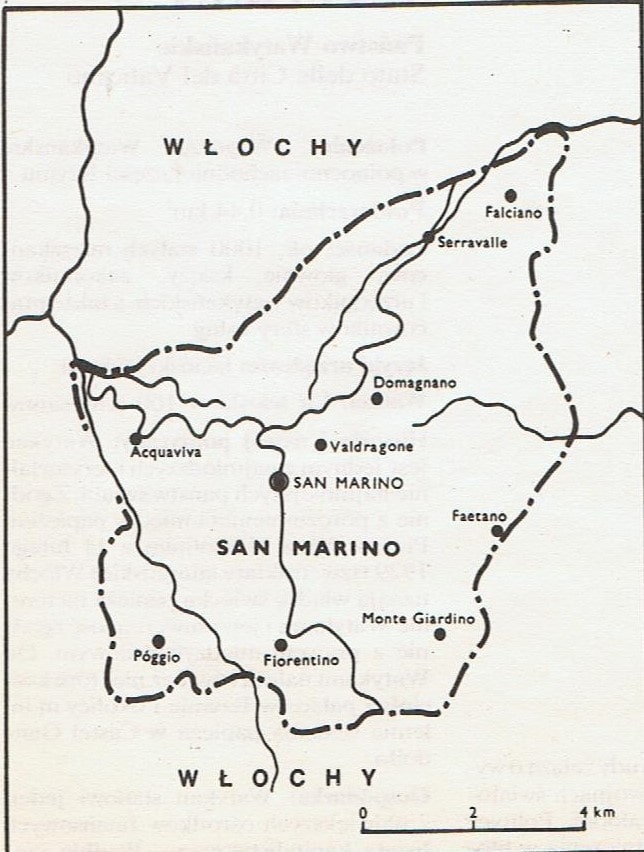 WŁOCHY
Falciano
Serravalle
Domagnano
Acquaviva
Valdragone
SAN MARINO
Faetano
SAN MARINO
Monte Giardino
Póggio
Fiorentino
WŁOCHY
0 2 4 km